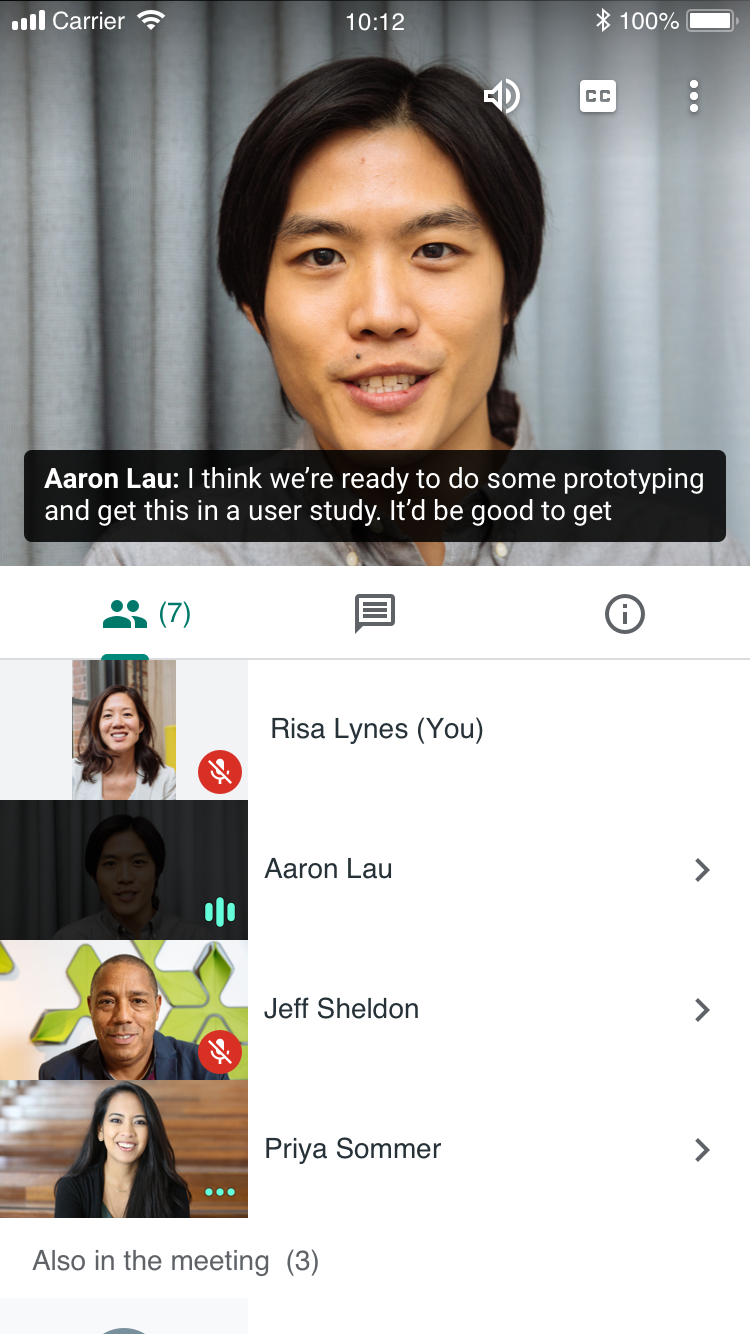 Carrier 10:12 100%
CC
Aaron Lau: I think we’re ready to do some prototyping
and get this in a user study. It’d be good to get
(7)
Risa Lynes (You)
Aaron Lau
Jeff Sheldon
Priya Sommer
Also in the meeting (3)